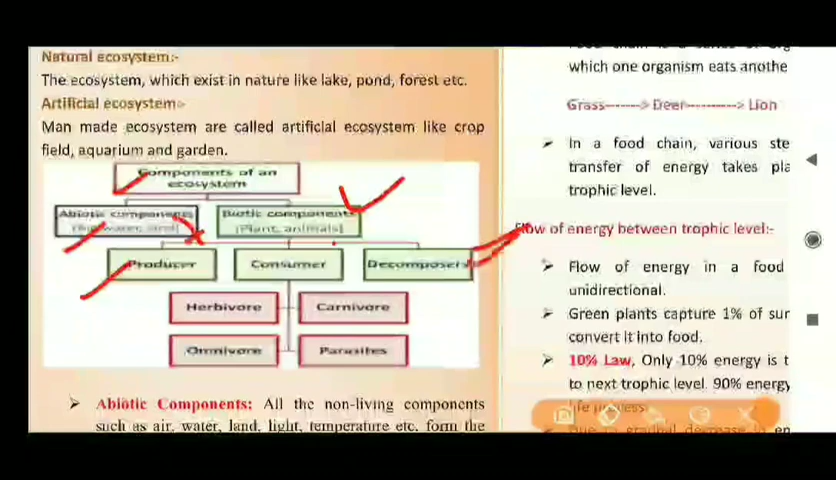 Natural ecosystem:-
The ecosystem, which exist in nature like lake, pond, forest etc.
Artificial ecosystem:-
Man made ecosystem are called artificial ecosystem like crop
field, aquarium and garden.
Components of an
ecosystem
Abiotic components
Biotic components
(Plant, animals)
Producer
Consumer
Decomposers
Herbivore
Carnivore
Omnivore
Parasites
➢ Abiotic Components: All the non-living components
such as air, water, land, light, temperature etc. form the
which one organism eats anothe
Grass------> Deer----------> Lion
➢ In a food chain, various ste
transfer of energy takes pla
trophic level.
Flow of energy between trophic level:-
➢ Flow of energy in a food
unidirectional.
➢ Green plants capture 1% of sur
convert it into food.
➢ 10% Law, Only 10% energy is t
to next trophic level. 90% energy
life process.